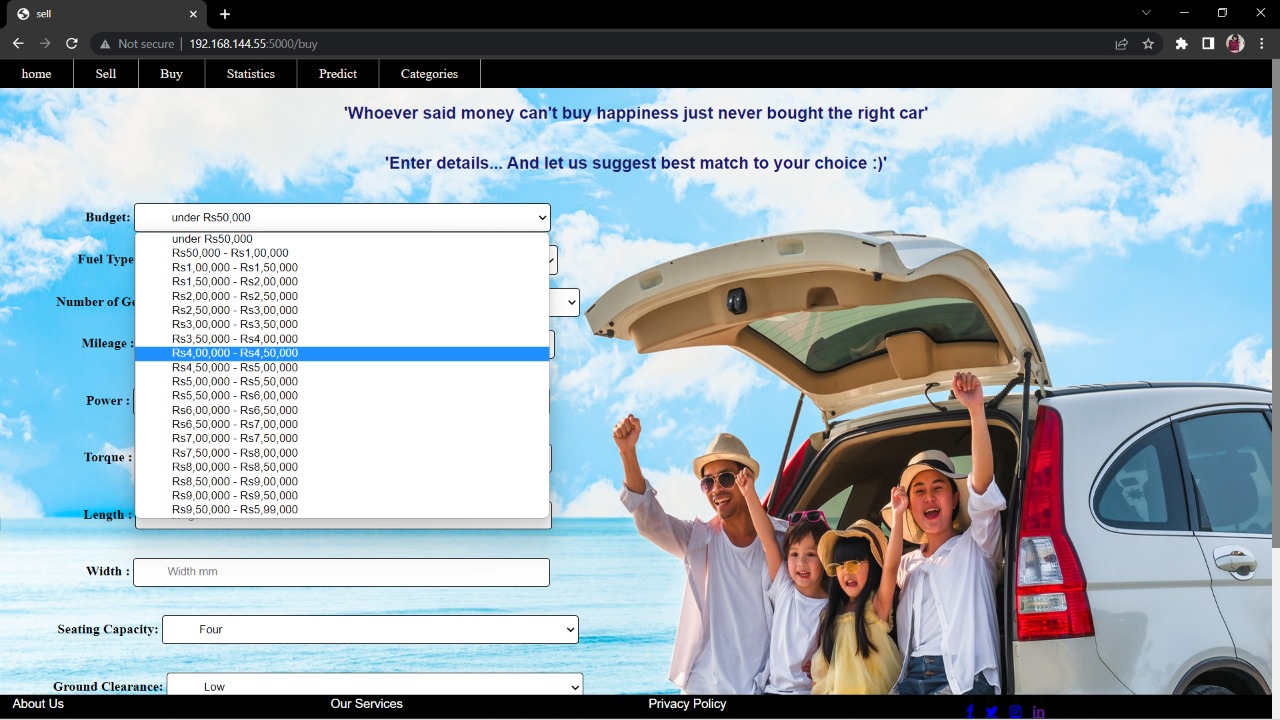 sell
Not secure | 192.168.144.55:5000/buy
home Sell Buy Statistics Predict Categories
'Whoever said money can't buy happiness just never bought the right car'
'Enter details... And let us suggest best match to your choice :)'
Budget: under Rs50,000
under Rs50,000
Rs50,000 - Rs1,00,000
Rs1,00,000 - Rs1,50,000
Rs1,50,000 - Rs2,00,000
Rs2,00,000 - Rs2,50,000
Rs2,50,000 - Rs3,00,000
Rs3,00,000 - Rs3,50,000
Rs3,50,000 - Rs4,00,000
Rs4,00,000 - Rs4,50,000
Rs4,50,000 - Rs5,00,000
Rs5,00,000 - Rs5,50,000
Rs5,50,000 - Rs6,00,000
Rs6,00,000 - Rs6,50,000
Rs6,50,000 - Rs7,00,000
Rs7,00,000 - Rs7,50,000
Rs7,50,000 - Rs8,00,000
Rs8,00,000 - Rs8,50,000
Rs8,50,000 - Rs9,00,000
Rs9,00,000 - Rs9,50,000
Rs9,50,000 - Rs5,99,000
Fuel Type
Number of Ge
Mileage :
Power :
Torque :
Length :
Width : Width mm
Seating Capacity: Four
Ground Clearance: Low
About Us Our Services Privacy Policy